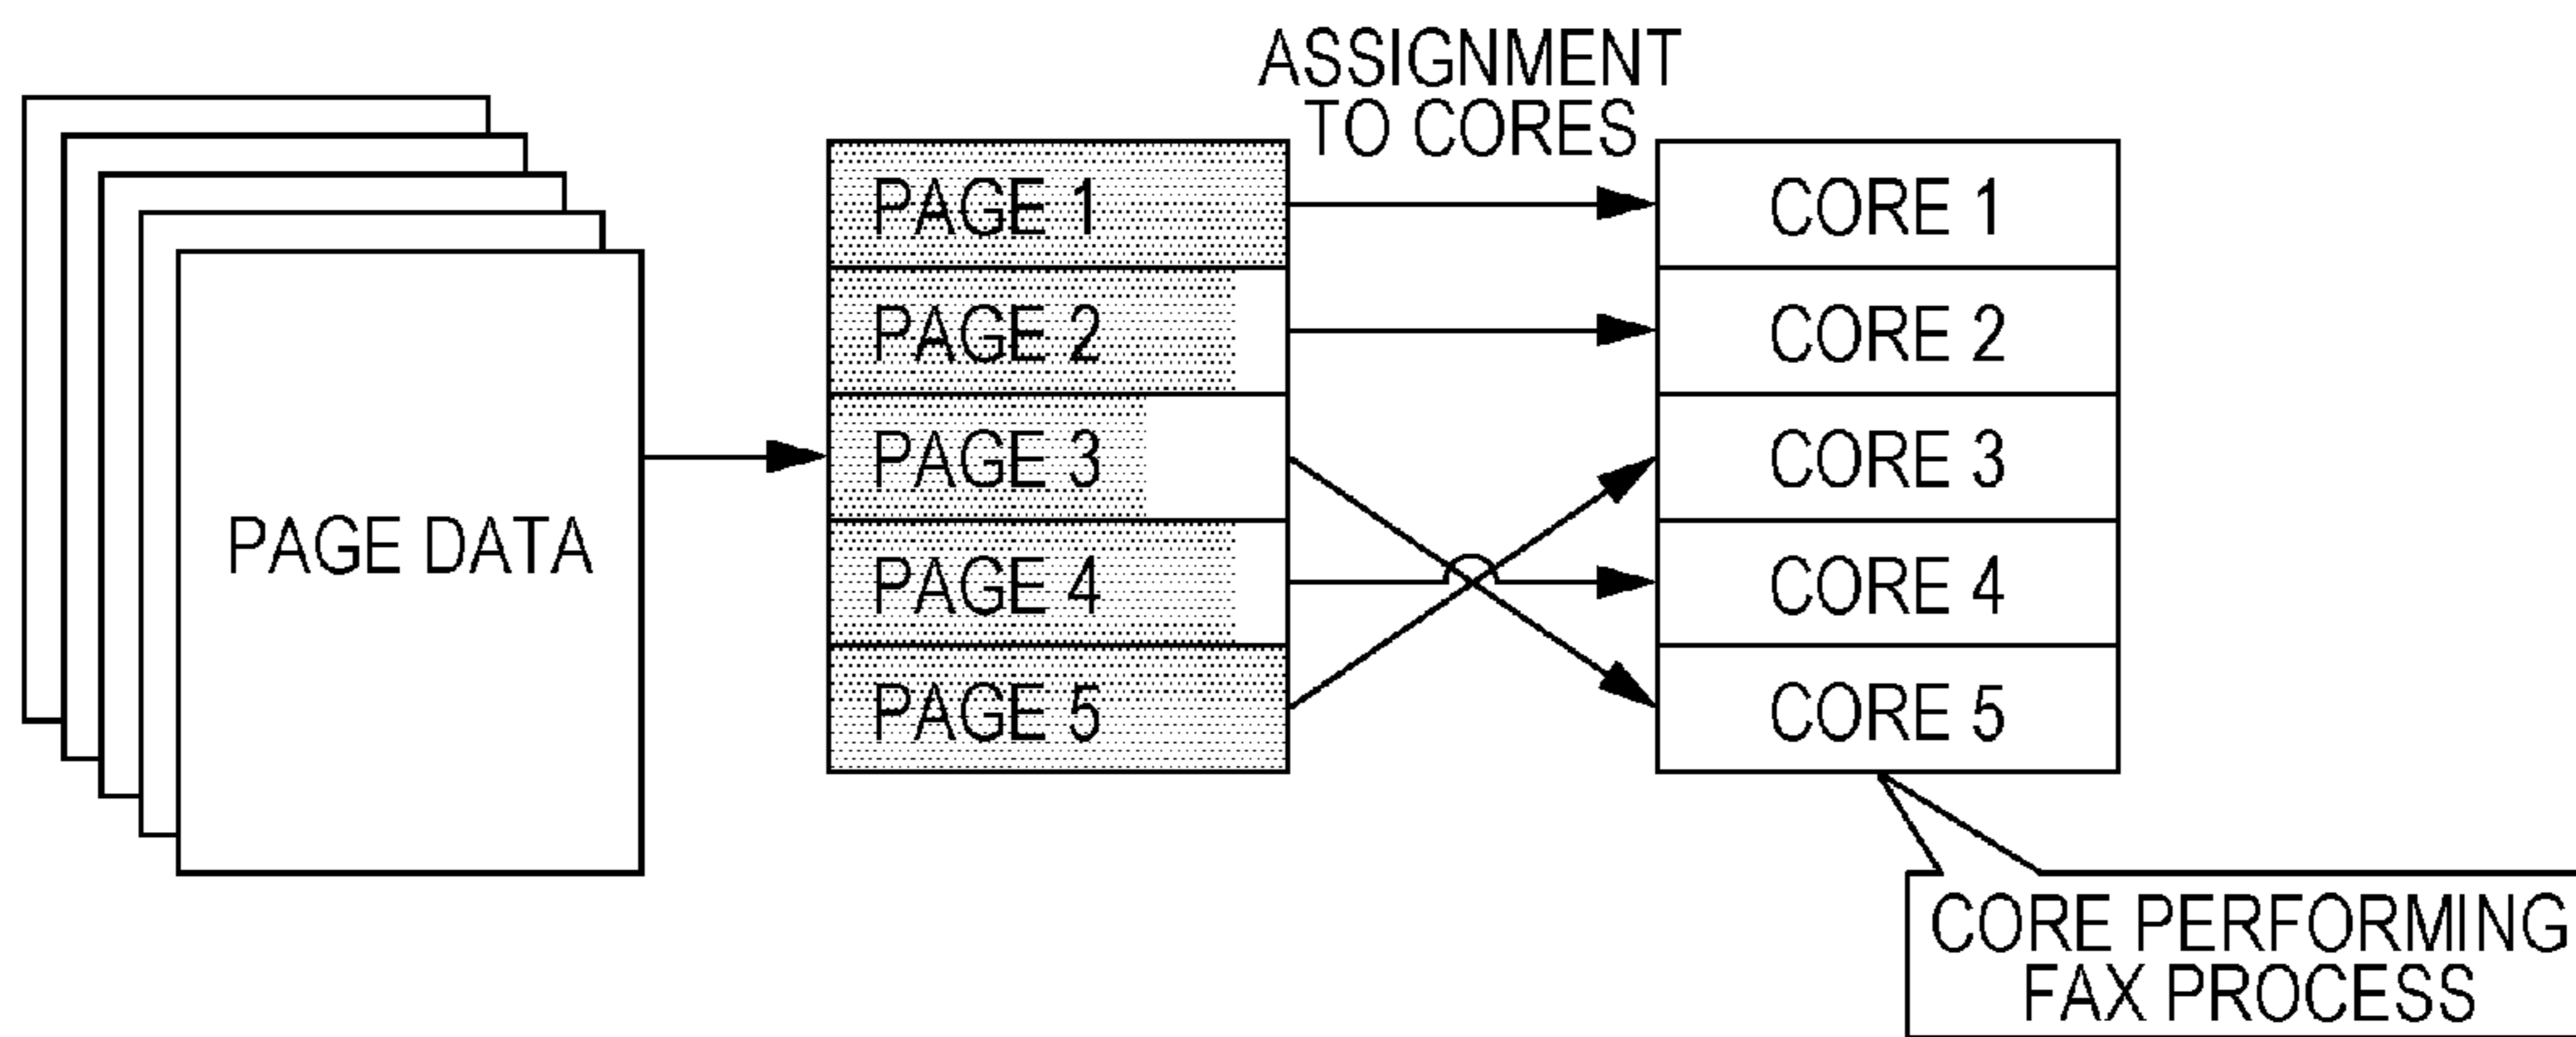 ASSIGNMENT
TO CORES
PAGE DATA
PAGE 1
PAGE 2
PAGE 3
PAGE 4
PAGE 5
CORE 1
CORE 2
CORE 3
CORE 4
CORE 5
CORE PERFORMING
FAX PROCESS